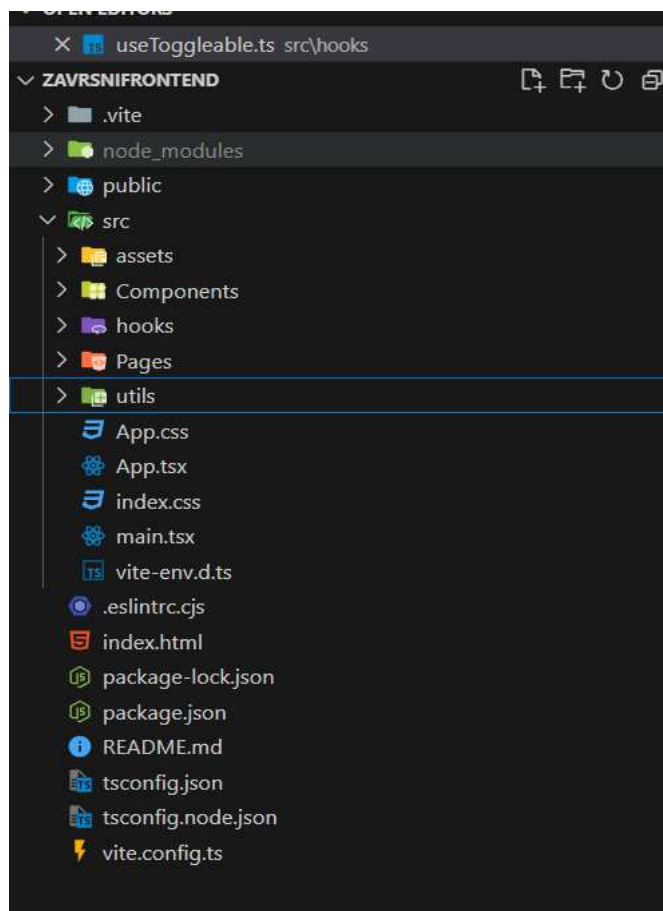 OPEN EDITORS
useToggleable.ts src\hooks
ZAVRSNIFRONTEND
.vite
node_modules
public
src
assets
Components
hooks
Pages
utils
App.css
App.tsx
index.css
main.tsx
vite-env.d.ts
.eslintrc.cjs
index.html
package-lock.json
package.json
README.md
tsconfig.json
tsconfig.node.json
vite.config.ts